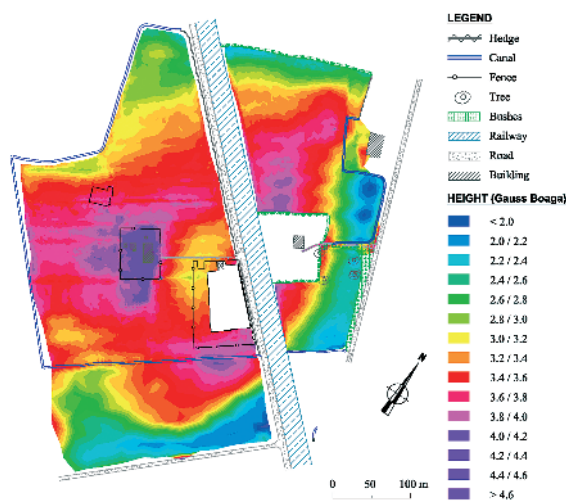 LEGEND
Hedge
Canal
Fence
Tree
Bushes
Railway
Road
Building
HEIGHT (Gauss Boaga)
< 2.0
2.0 / 2.2
2.2 / 2.4
2.4 / 2.6
2.6 / 2.8
2.8 / 3.0
3.0 / 3.2
3.2 / 3.4
3.4 / 3.6
3.6 / 3.8
3.8 / 4.0
4.0 / 4.2
4.2 / 4.4
4.4 / 4.6
> 4.6
N
0 50 100 m